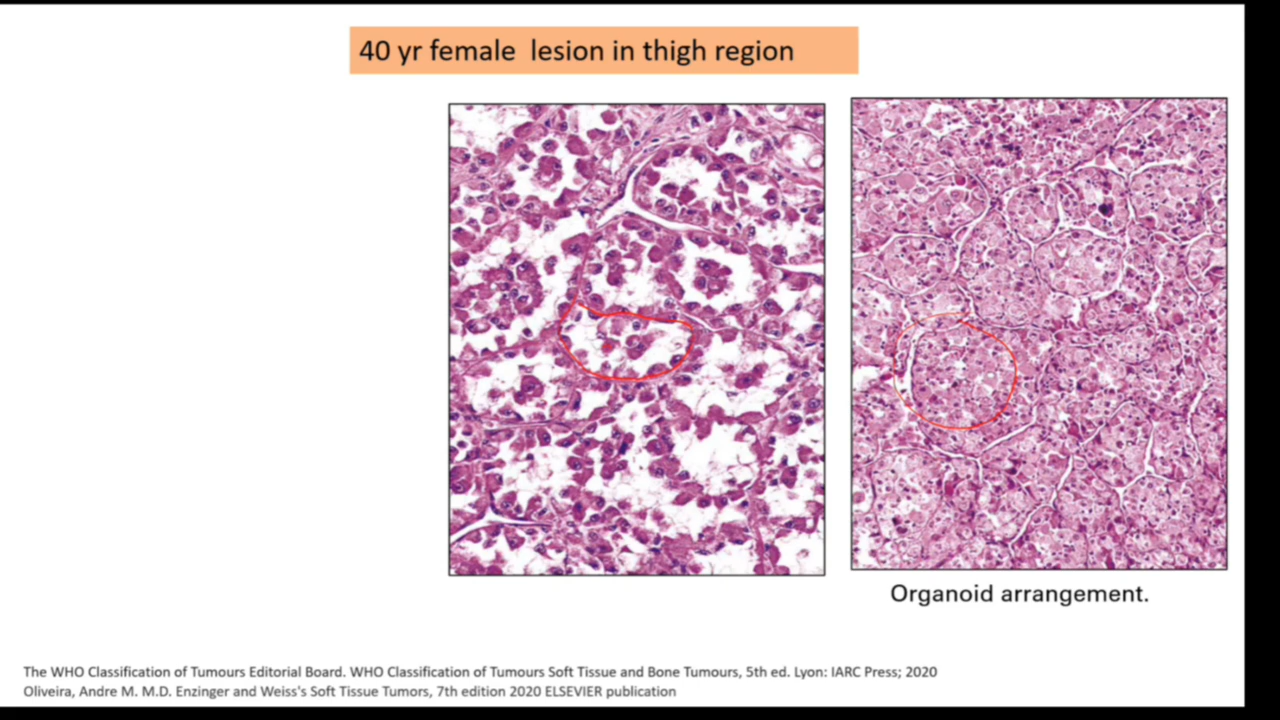 40 yr female lesion in thigh region
Organoid arrangement.
The WHO Classification of Tumours Editorial Board. WHO Classification of Tumours Soft Tissue and Bone Tumours, 5th ed. Lyon: IARC Press; 2020
Oliveira, Andre M. M.D. Enzinger and Weiss's Soft Tissue Tumors, 7th edition 2020 ELSEVIER publication